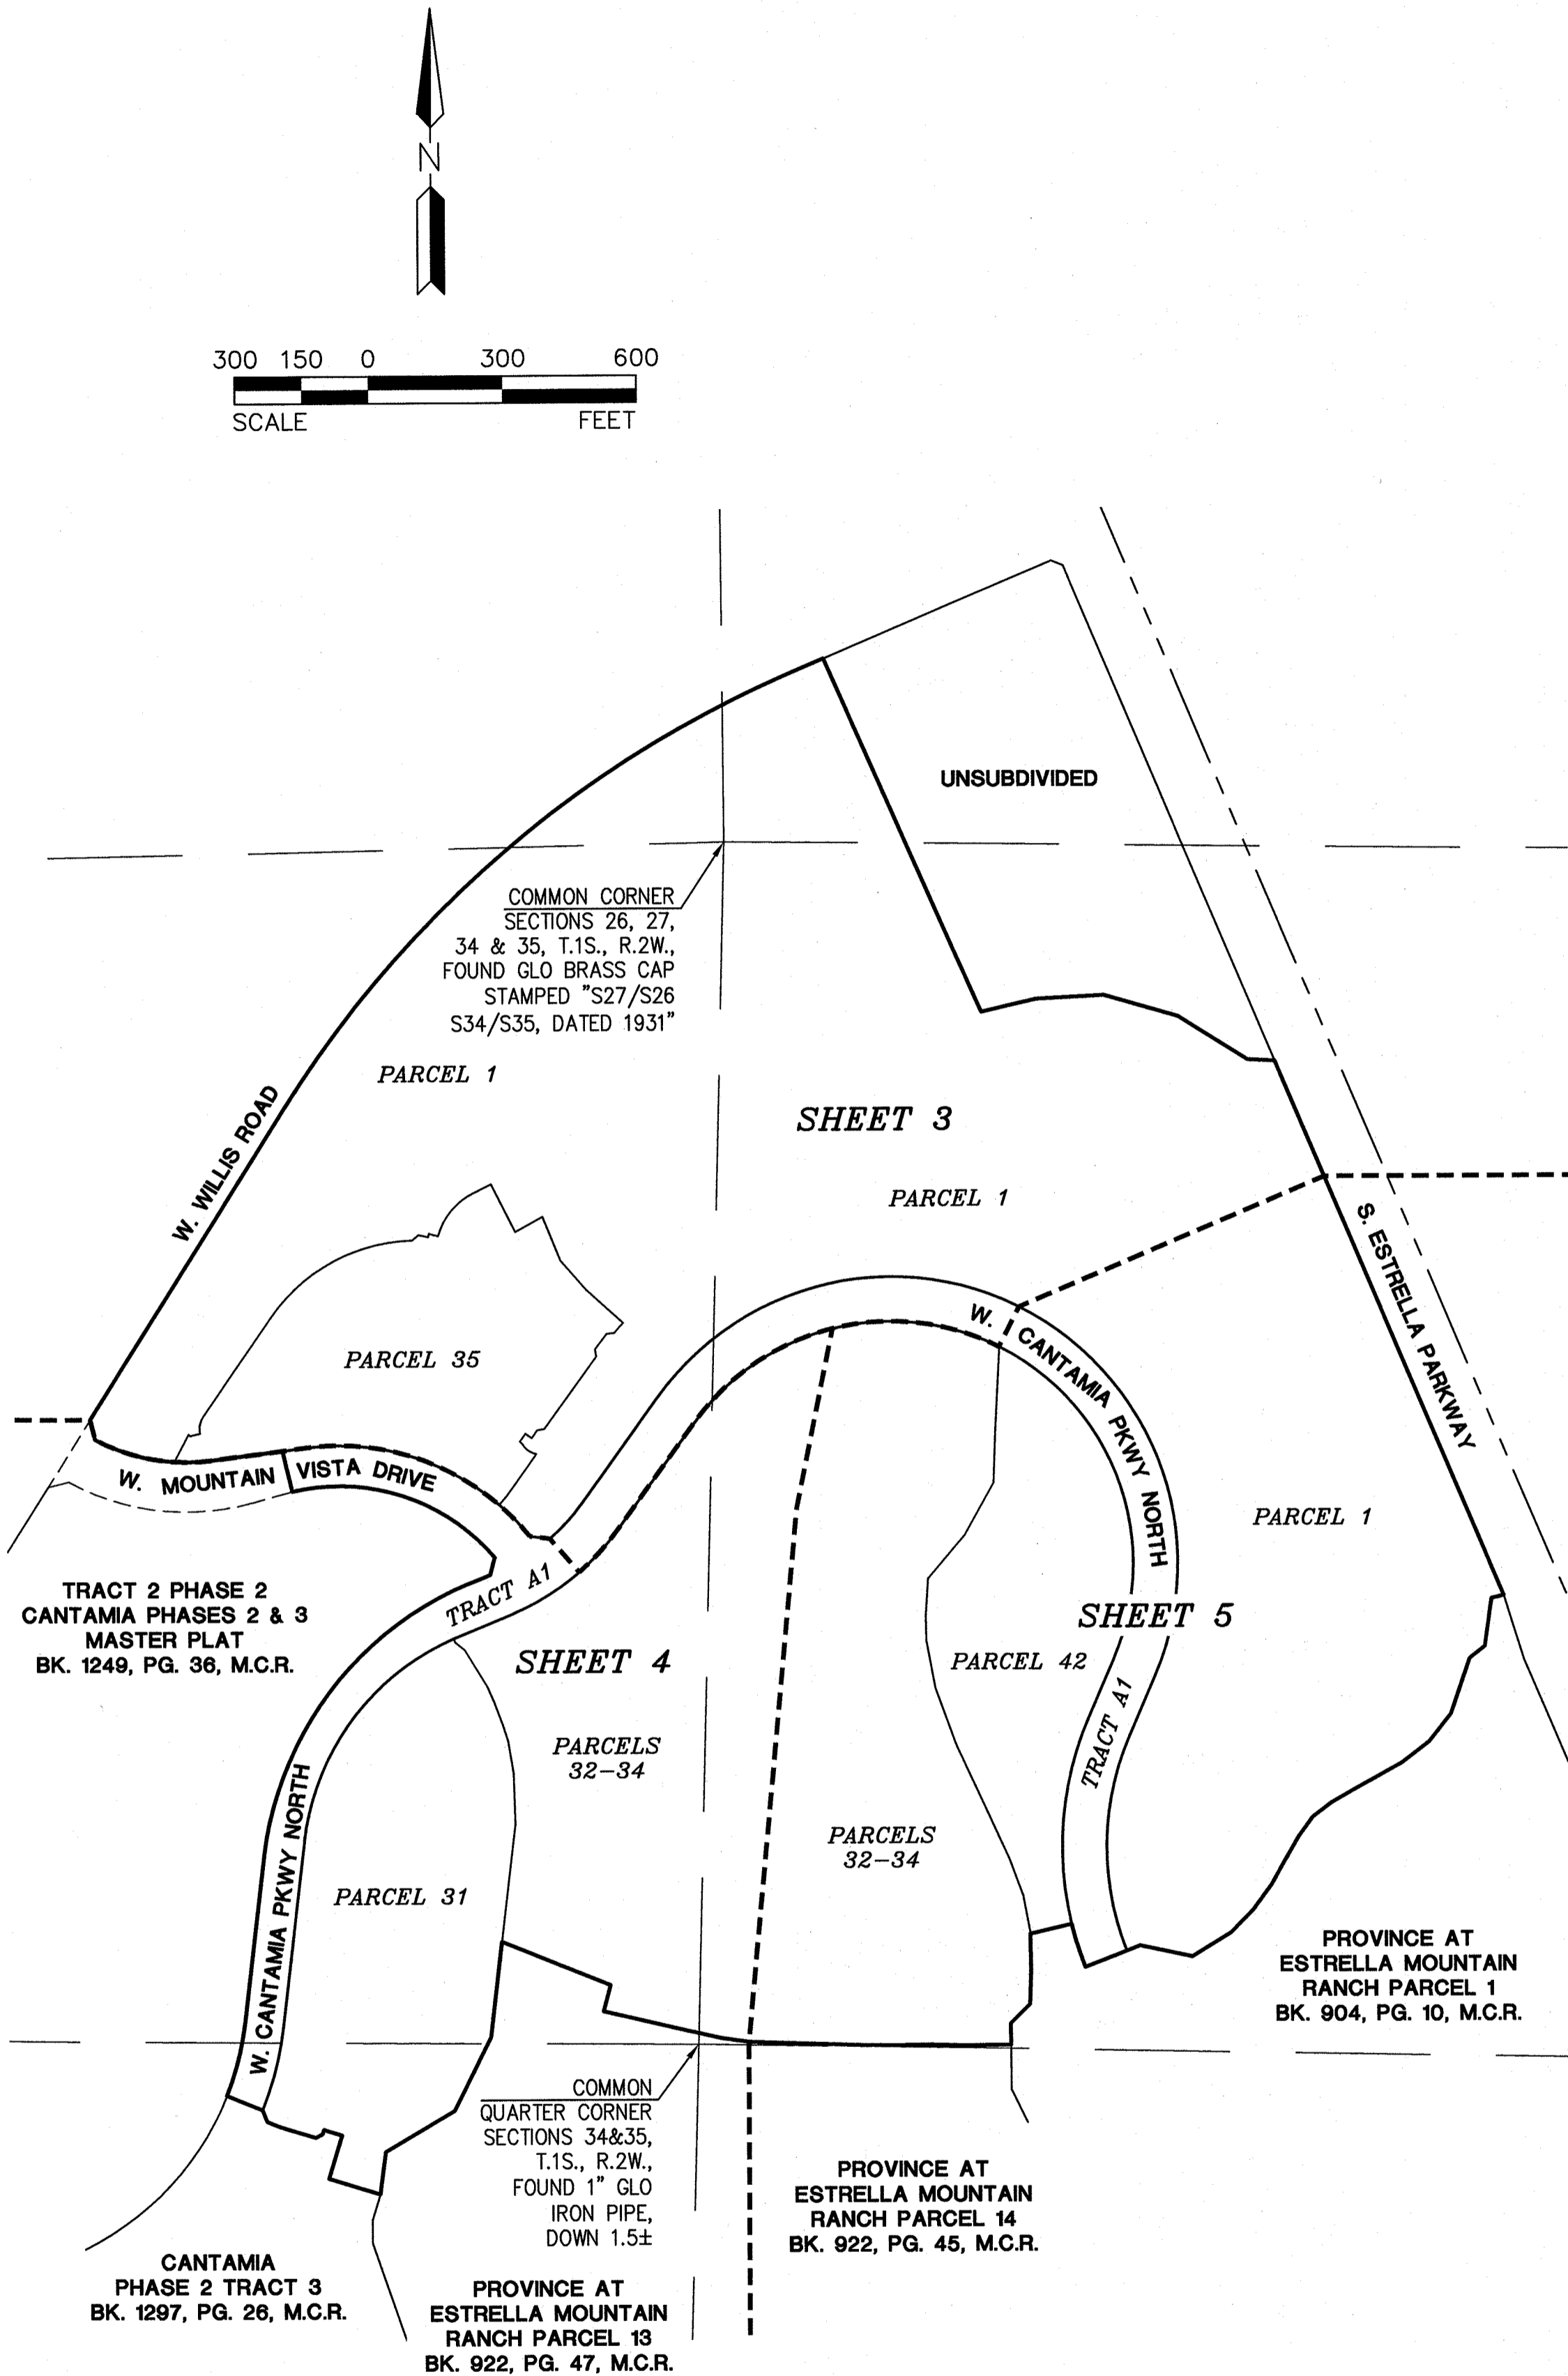 N
300 150 0 300 600
SCALE FEET
UNSUBDIVIDED
COMMON CORNER
SECTIONS 26, 27,
34 & 35, T.1S., R.2W.,
FOUND GLO BRASS CAP
STAMPED "S27/S26
S34/S35, DATED 1931"
PARCEL 1
SHEET 3
W. WILLIS ROAD
PARCEL 1
S. ESTRELLA PARKWAY
PARCEL 35
W. CANTAMIA PKWY NORTH
W. MOUNTAIN VISTA DRIVE
PARCEL 1
TRACT A1
TRACT 2 PHASE 2
CANTAMIA PHASES 2 & 3
MASTER PLAT
BK. 1249, PG. 36, M.C.R.
SHEET 5
SHEET 4
PARCEL 42
TRACT A1
PARCELS
32-34
PARCELS
32-34
W. CANTAMIA PKWY NORTH
PARCEL 31
PROVINCE AT
ESTRELLA MOUNTAIN
RANCH PARCEL 1
BK. 904, PG. 10, M.C.R.
COMMON
QUARTER CORNER
SECTIONS 34&35,
T.1S., R.2W.,
FOUND 1" GLO
IRON PIPE,
DOWN 1.5±
PROVINCE AT
ESTRELLA MOUNTAIN
RANCH PARCEL 14
BK. 922, PG. 45, M.C.R.
CANTAMIA
PHASE 2 TRACT 3
BK. 1297, PG. 26, M.C.R.
PROVINCE AT
ESTRELLA MOUNTAIN
RANCH PARCEL 13
BK. 922, PG. 47, M.C.R.